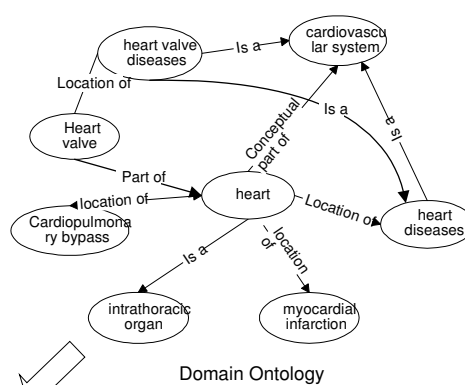 heart valve
diseases
Is a
cardiovascu
lar system
Location of
Is a
Is a
Heart
valve
Conceptual
part of
Part of
location of
heart
Location of
Cardiopulmona
ry bypass
heart
diseases
Is a
location
of
intrathoracic
organ
myocardial
infarction
Domain Ontology